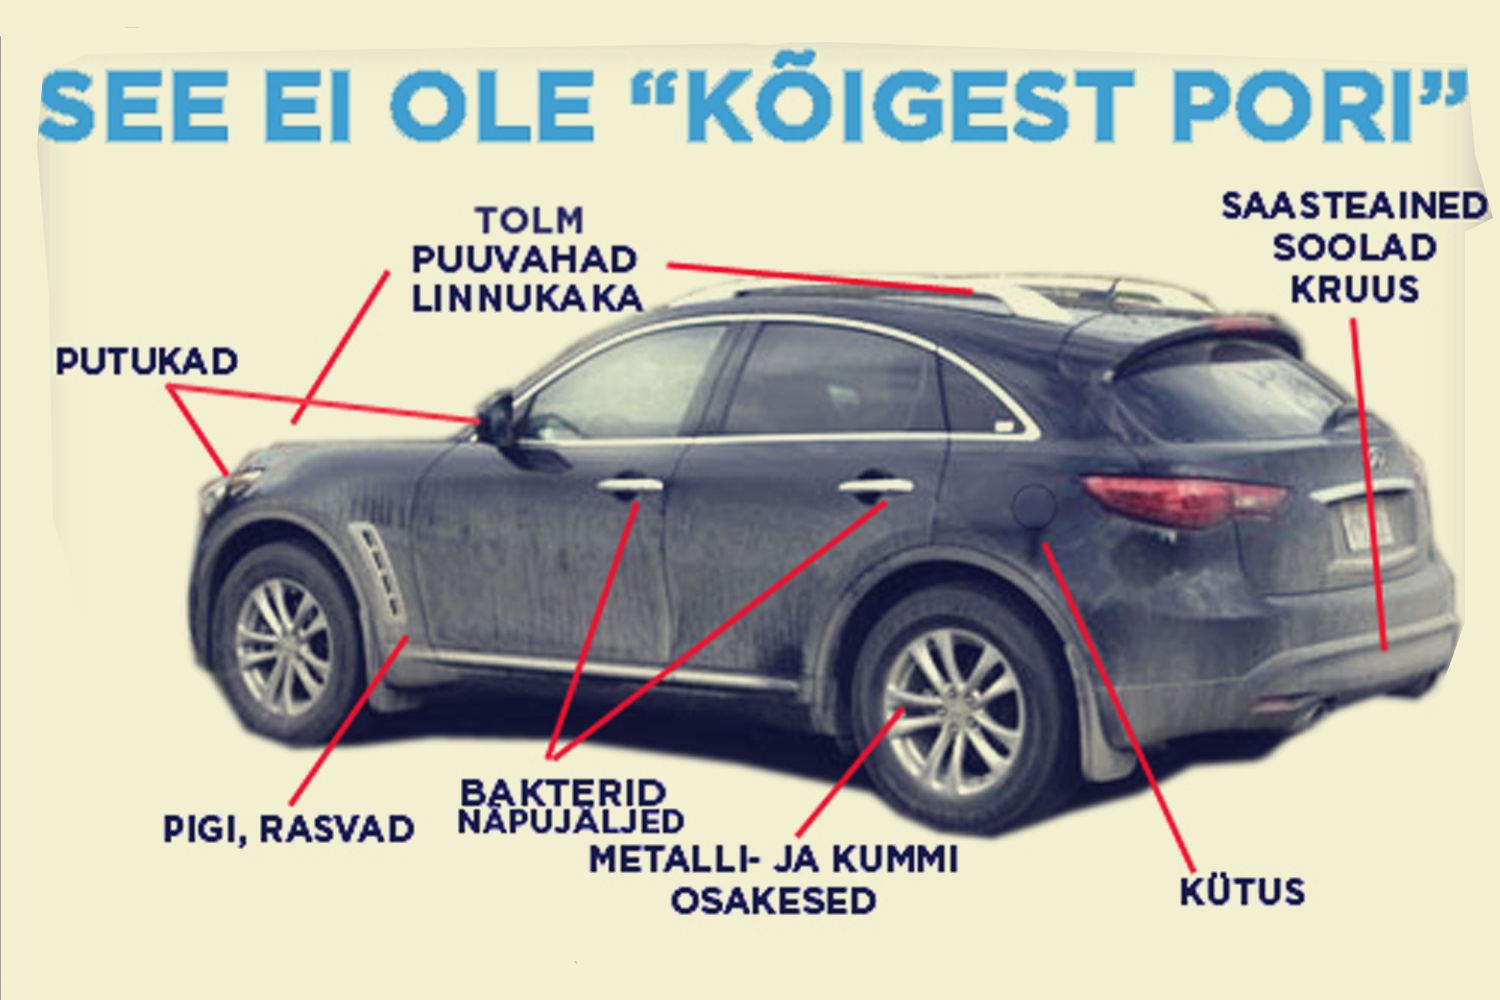 SEE EI OLE “KÕIGEST PORI”
TOLM
PUUVAHAD
LINNUKAKA
SAASTEAINED
SOOLAD
KRUUS
PUTUKAD
PIGI, RASVAD
BAKTERID
NÄPUJÄLJED
METALLI- JA KUMMI
OSAKESED
KÜTUS